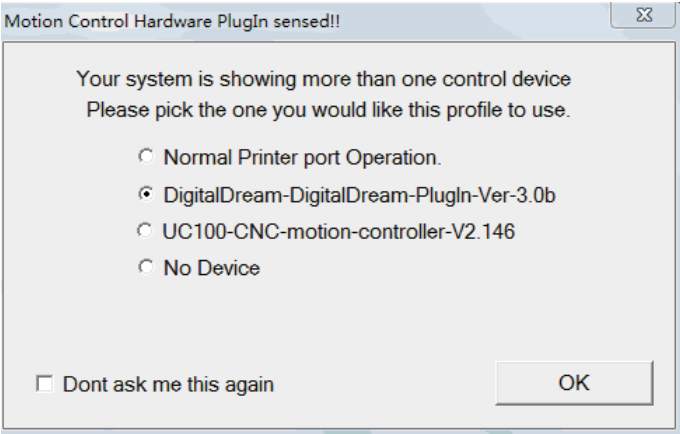 Motion Control Hardware PlugIn sensed!!
Your system is showing more than one control device
Please pick the one you would like this profile to use.
Normal Printer port Operation.
DigitalDream-DigitalDream-PlugIn-Ver-3.0b
UC100-CNC-motion-controller-V2.146
No Device
Dont ask me this again
OK